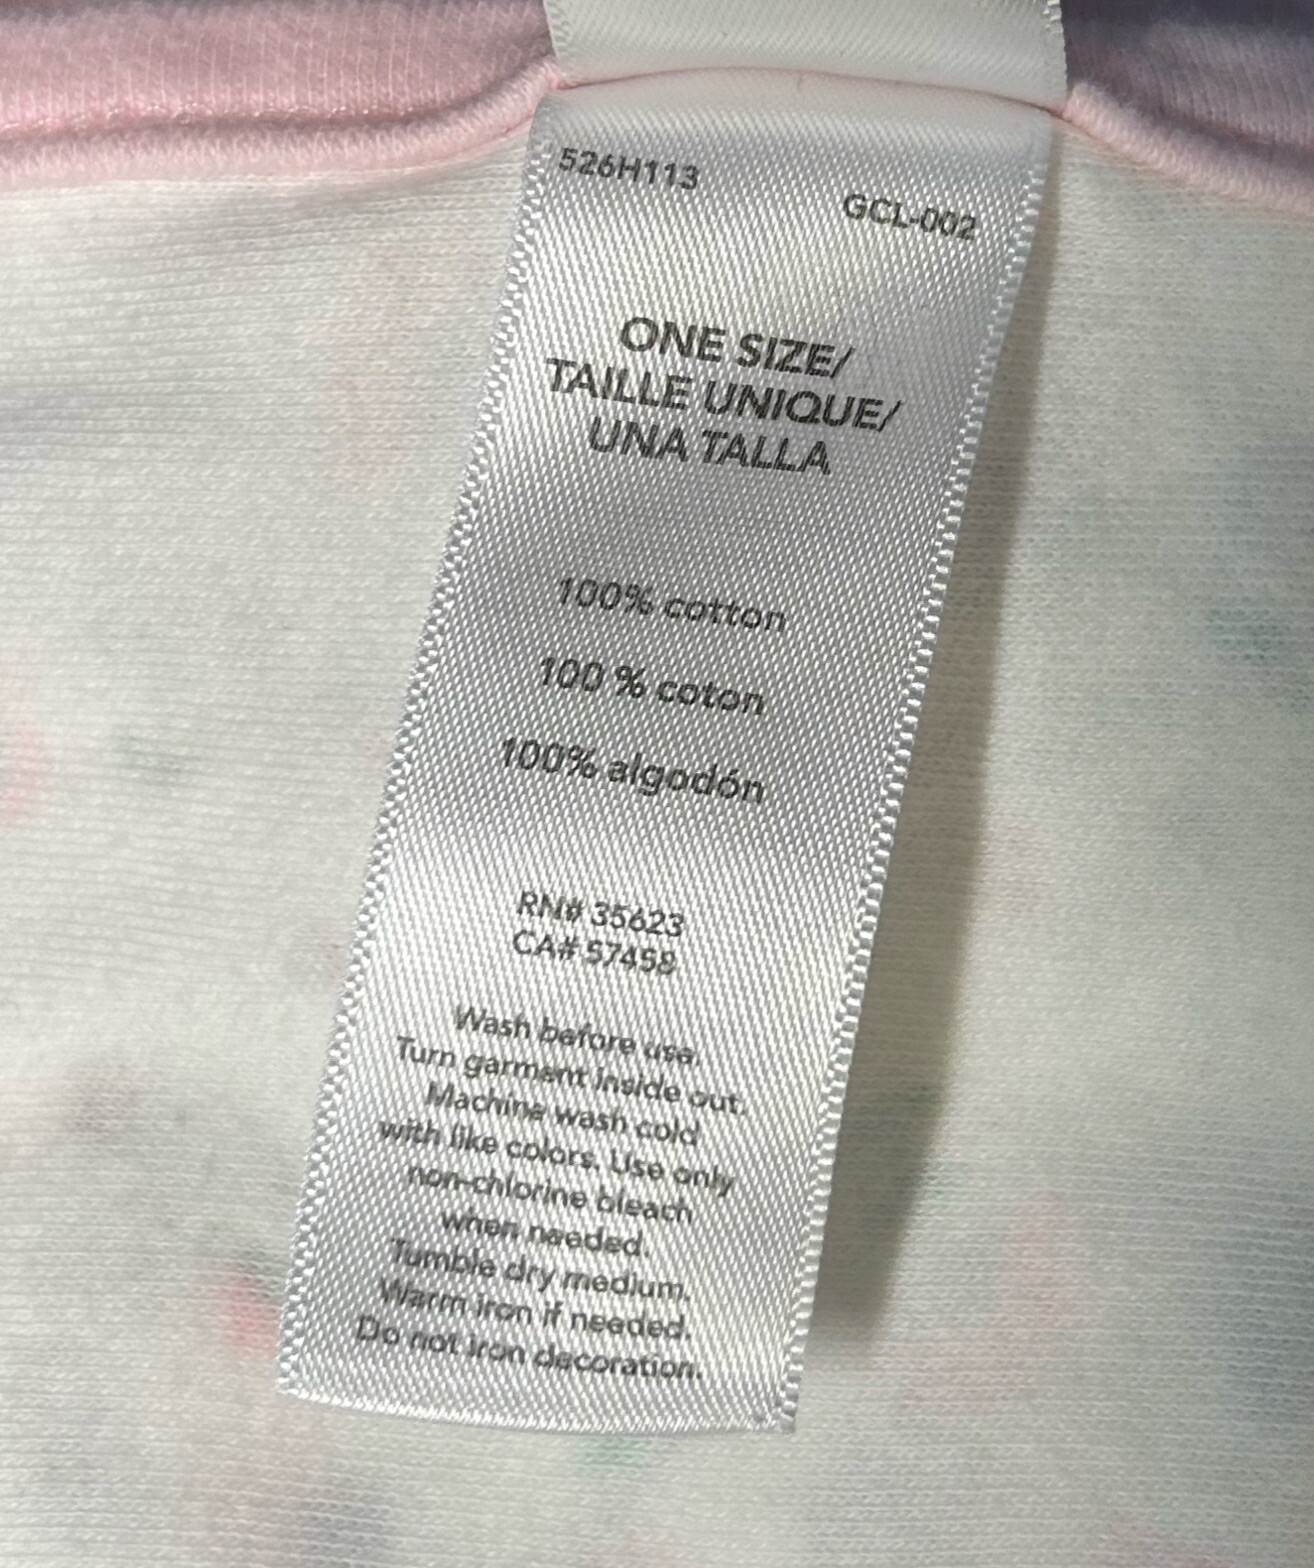 526H113
GCL-002
ONE SIZE/
TAILLE UNIQUE/
UNA TALLA
100% cotton
100 % coton
100% algodón
RN# 35623
CA# 57458
Wash before use.
Turn garment inside out.
Machine wash cold
with like colors. Use only
non-chlorine bleach
when needed.
Tumble dry medium.
Warm iron if needed.
Do not iron decoration.